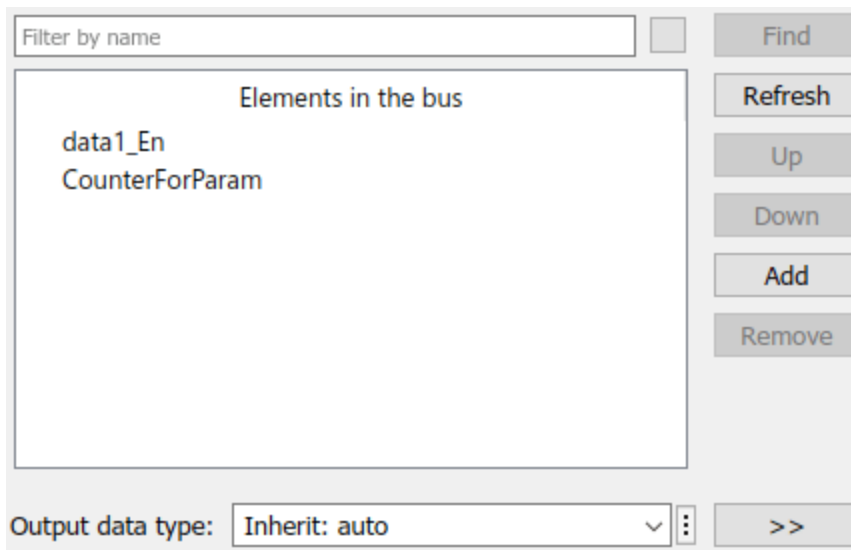 Filter by name
Find
Elements in the bus
Refresh
data1_En
CounterForParam
Up
Down
Add
Remove
Output data type: Inherit: auto
>>